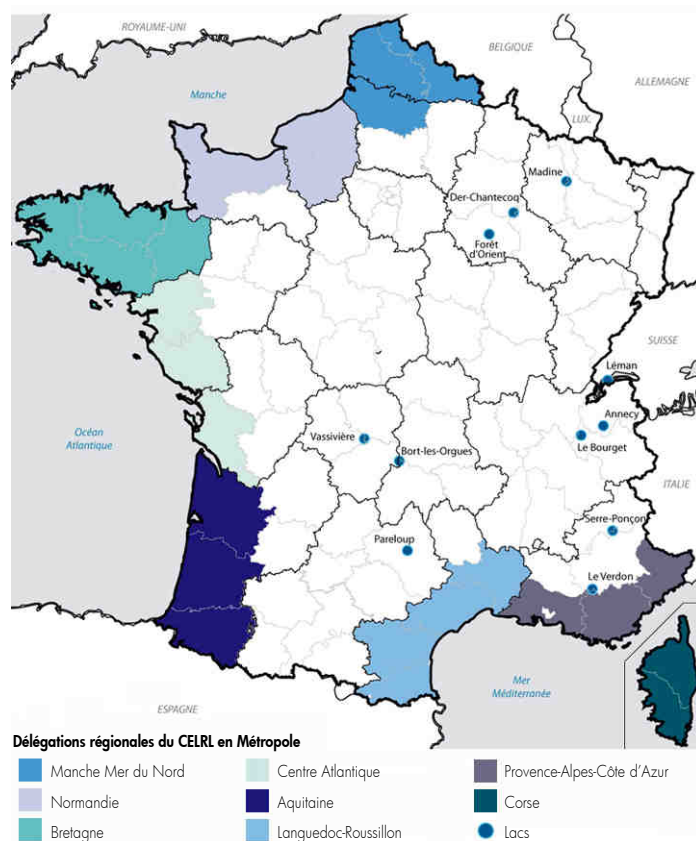 ROYAUME-UNI
BELGIQUE
ALLEMAGNE
Manche
LUX.
Madine
Der-Chantecoq
Forêt
d'Orient
SUISSE
Léman
Annecy
Océan
Atlantique
Vassivière
Le Bourget
Bort-les-Orgues
ITALIE
Serre-Ponçon
Pareloup
Le Verdon
Mer
Méditerranée
ESPAGNE
Délégations régionales du CELRL en Métropole
Manche Mer du Nord
Centre Atlantique
Provence-Alpes-Côte d'Azur
Normandie
Aquitaine
Corse
Bretagne
Languedoc-Roussillon
Lacs